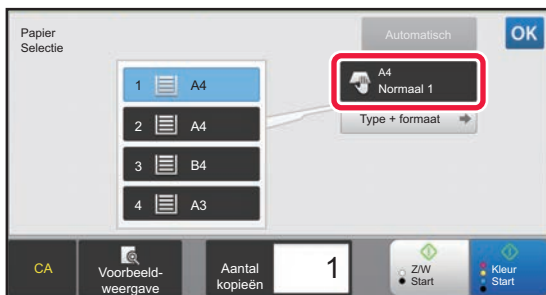 Papier
Selectie
Automatisch
OK
1 A4
2 A4
3 B4
4 A3
A4
Normaal 1
Type + formaat
CA
Voorbeeld-
weergave
Aantal
kopieën
1
Z/W
Start
Kleur
Start